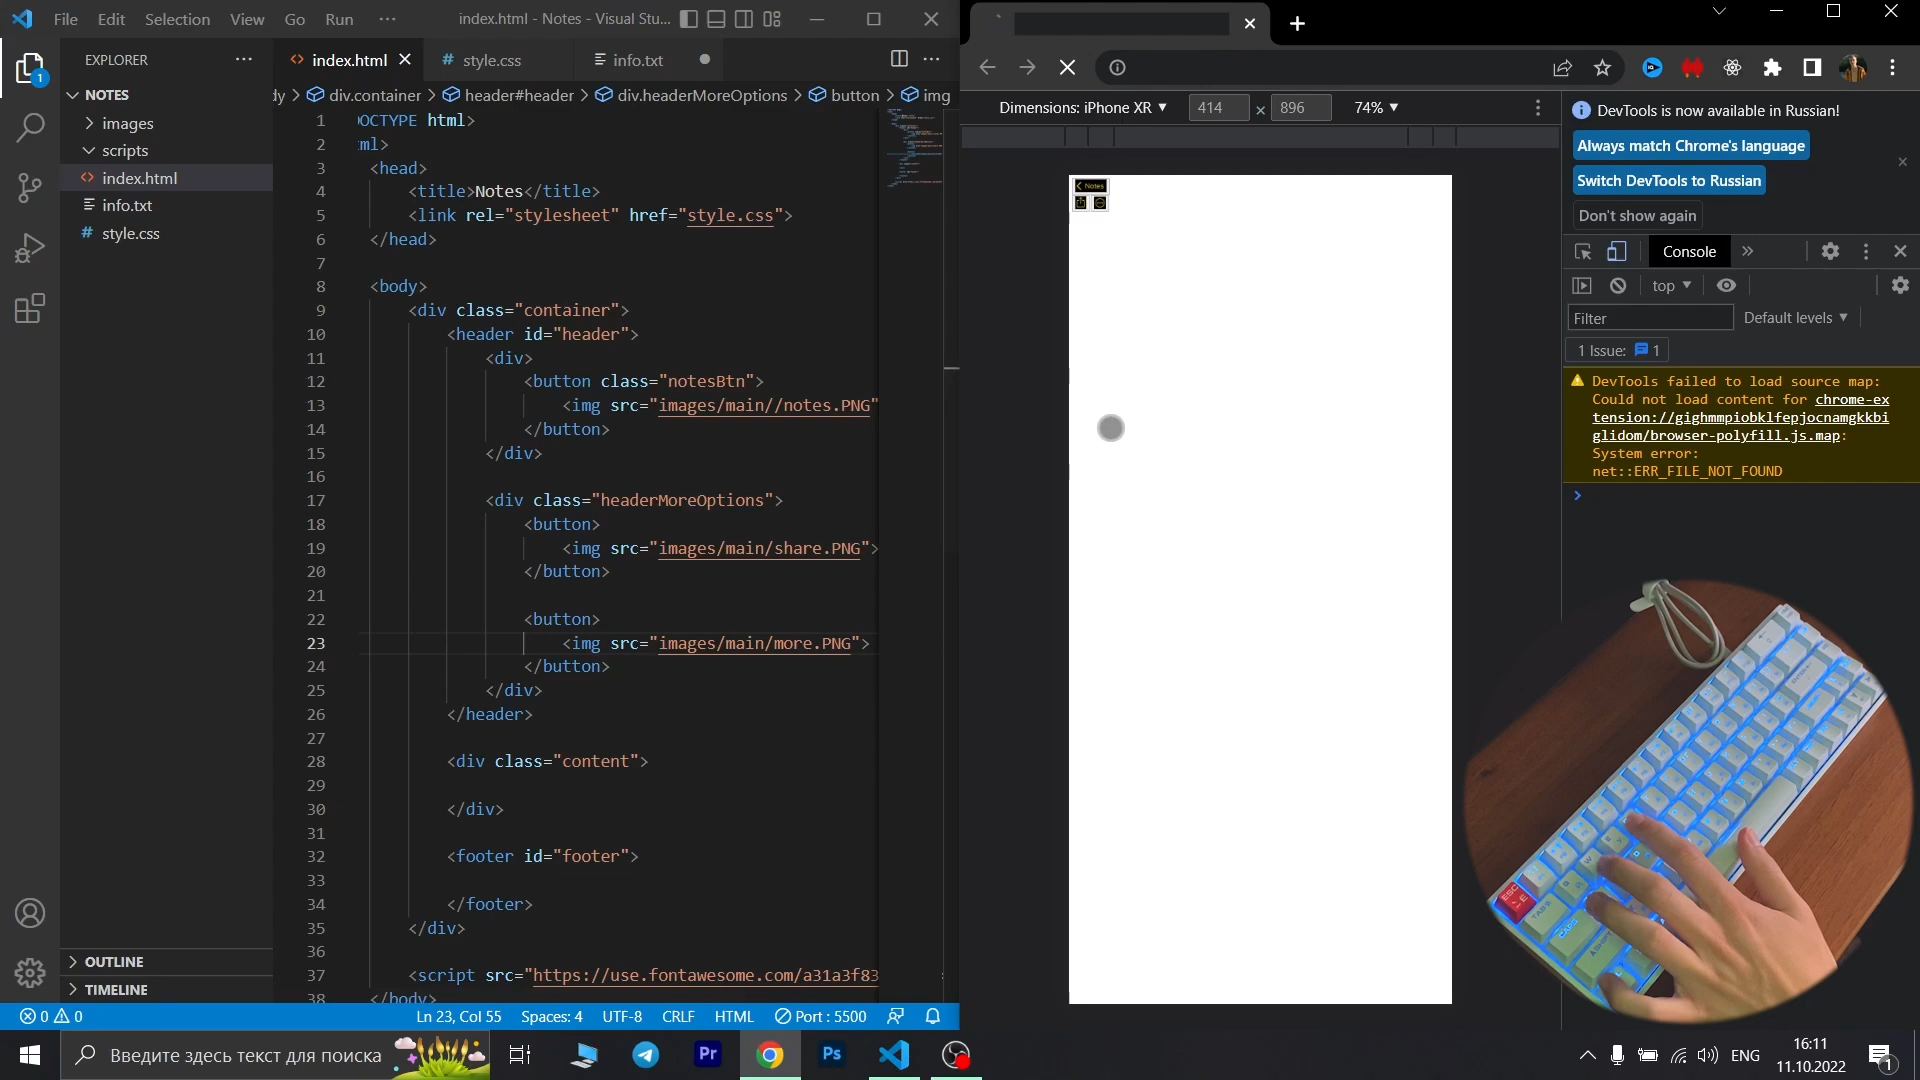 File Edit Selection View Go Run ··· index.html - Notes - Visual Stu...
EXPLORER ···
NOTES
images
scripts
index.html
info.txt
style.css
OUTLINE
TIMELINE
index.html style.css info.txt
dy > div.container > header#header > div.headerMoreOptions > button > img
1 OCTYPE html>
2 ml>
3 <head>
4 <title>Notes</title>
5 <link rel="stylesheet" href="style.css">
6 </head>
7
8 <body>
9 <div class="container">
10 <header id="header">
11 <div>
12 <button class="notesBtn">
13 <img src="images/main//notes.PNG"
14 </button>
15 </div>
16
17 <div class="headerMoreOptions">
18 <button>
19 <img src="images/main/share.PNG">
20 </button>
21
22 <button>
23 <img src="images/main/more.PNG">
24 </button>
25 </div>
26 </header>
27
28 <div class="content">
29
30 </div>
31
32 <footer id="footer">
33
34 </footer>
35 </div>
36
37 <script src="https://use.fontawesome.com/a31a3f83
38 </body>
0 0 Ln 23, Col 55 Spaces: 4 UTF-8 CRLF HTML Port : 5500
Dimensions: iPhone XR 414 × 896 74%
Notes
DevTools is now available in Russian!
Always match Chrome's language
Switch DevTools to Russian
Don't show again
Console
top
Filter Default levels
1 Issue: 1
DevTools failed to load source map:
Could not load content for chrome-ex
tension://gighmmpiobklfepjocnamgkkbi
glidom/browser-polyfill.js.map:
System error:
net::ERR_FILE_NOT_FOUND
ESC
TAB
CAPS
Введите здесь текст для поиска
Pr
Ps
ENG
16:11
11.10.2022
1